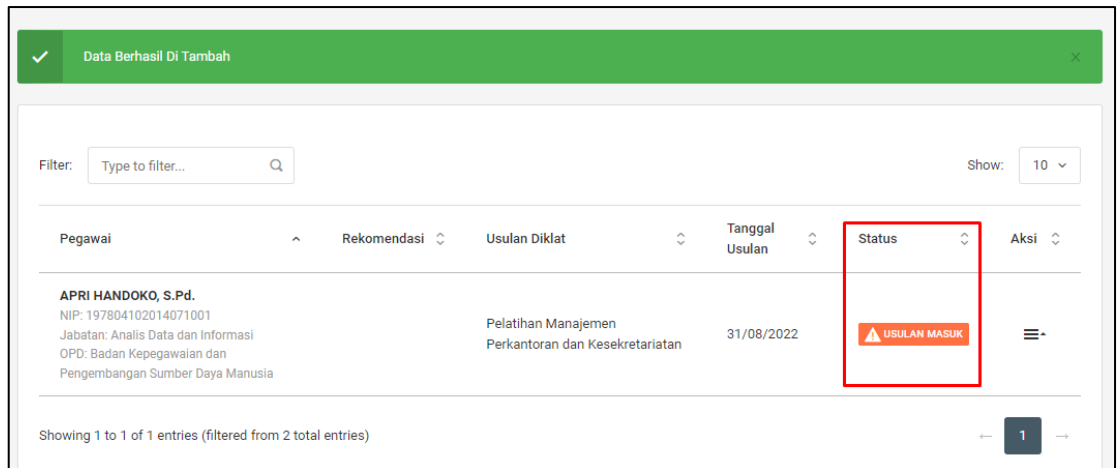 Data Berhasil Di Tambah ×
Filter: Type to filter... Show: 10
Pegawai Rekomendasi Usulan Diklat Tanggal Usulan Status Aksi
APRI HANDOKO, S.Pd.
NIP: 197804102014071001
Jabatan: Analis Data dan Informasi
OPD: Badan Kepegawaian dan
Pengembangan Sumber Daya Manusia
Pelatihan Manajemen
Perkantoran dan Kesekretariatan
31/08/2022
USULAN MASUK
Showing 1 to 1 of 1 entries (filtered from 2 total entries) ← 1 →